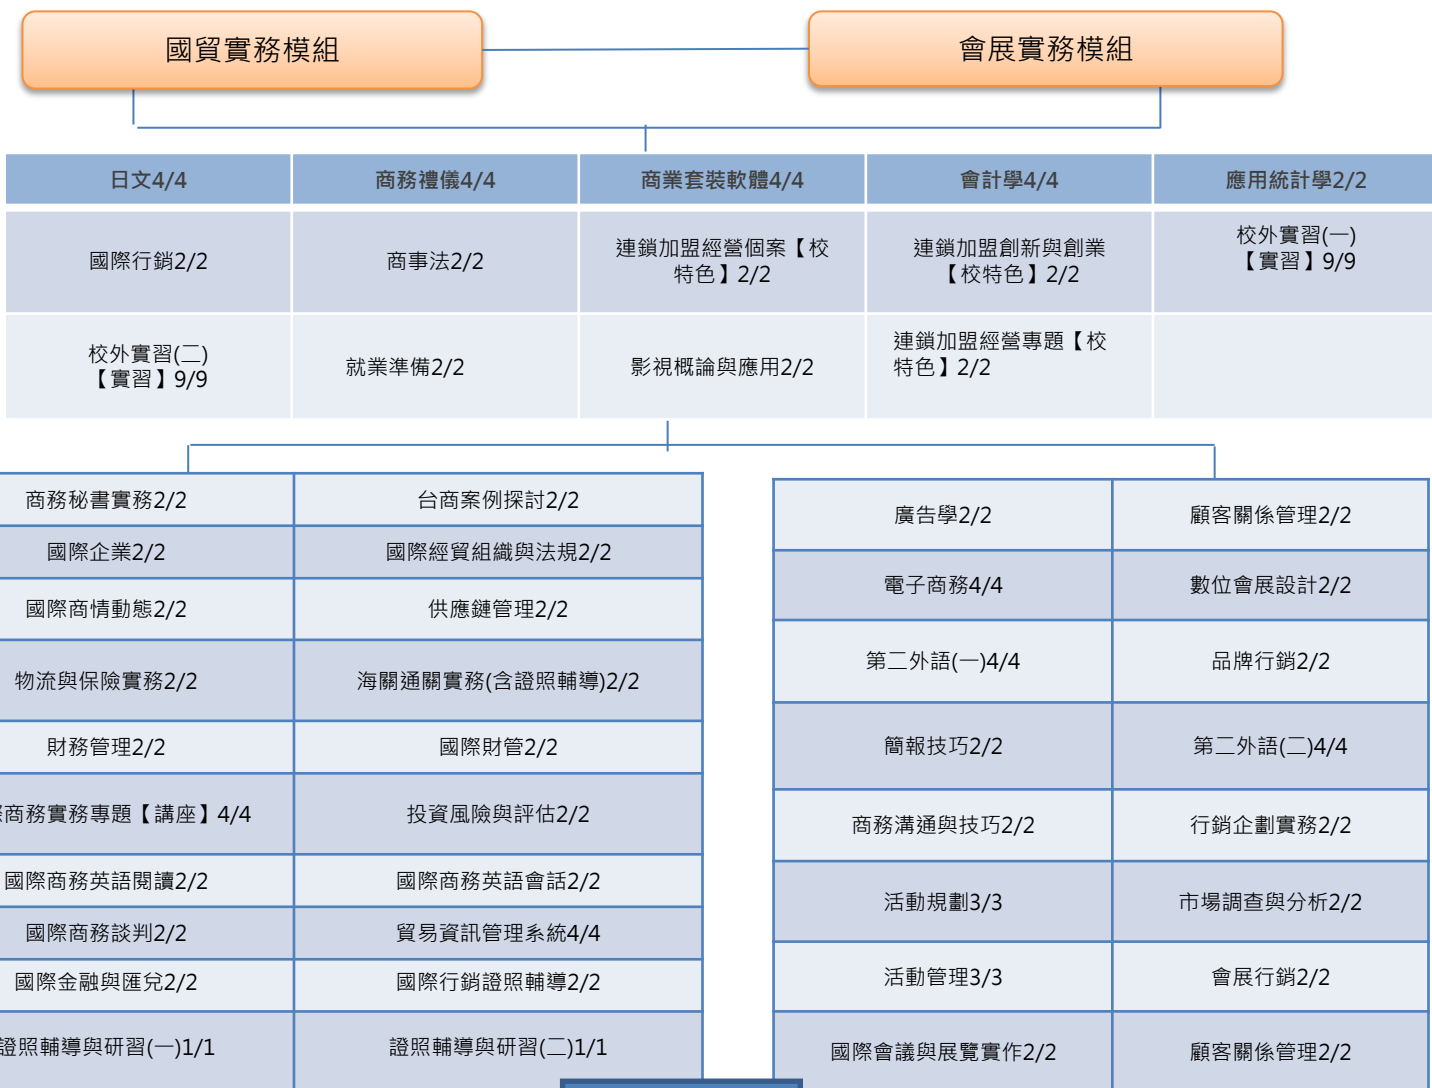 國貿實務模組
會展實務模組
日文4/4
商務禮儀4/4
商業套裝軟體4/4
會計學4/4
應用統計學2/2
國際行銷2/2
商事法2/2
連鎖加盟經營個案【校
特色】2/2
連鎖加盟創新與創業
【校特色】2/2
校外實習(一)
【實習】9/9
校外實習(二)
【實習】9/9
就業準備2/2
影視概論與應用2/2
連鎖加盟經營專題【校
特色】2/2
商務秘書實務2/2
台商案例探討2/2
國際企業2/2
國際經貿組織與法規2/2
國際商情動態2/2
供應鏈管理2/2
物流與保險實務2/2
海關通關實務(含證照輔導)2/2
財務管理2/2
國際財管2/2
商務實務專題【講座】4/4
投資風險與評估2/2
國際商務英語閱讀2/2
國際商務英語會話2/2
國際商務談判2/2
貿易資訊管理系統4/4
國際金融與匯兌2/2
國際行銷證照輔導2/2
證照輔導與研習(一)1/1
證照輔導與研習(二)1/1
廣告學2/2
顧客關係管理2/2
電子商務4/4
數位會展設計2/2
第二外語(一)4/4
品牌行銷2/2
簡報技巧2/2
第二外語(二)4/4
商務溝通與技巧2/2
行銷企劃實務2/2
活動規劃3/3
市場調查與分析2/2
活動管理3/3
會展行銷2/2
國際會議與展覽實作2/2
顧客關係管理2/2